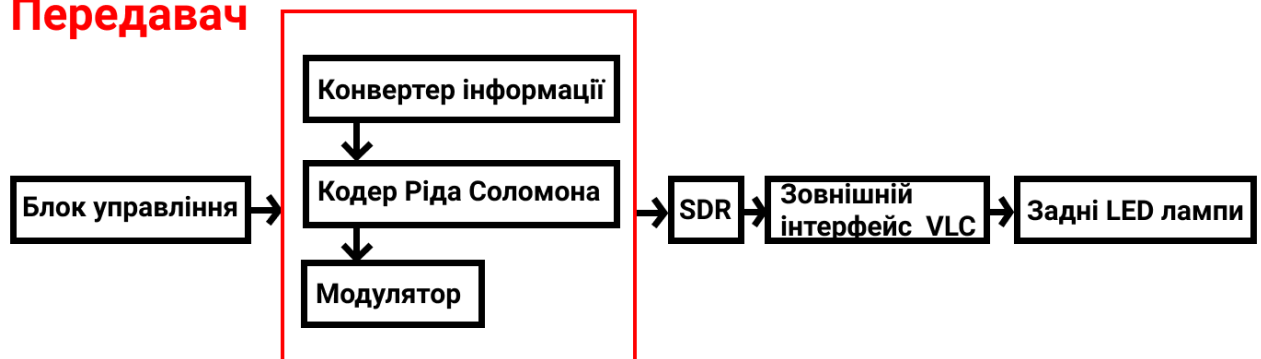 Передавач
Конвертер інформації
Кодер Ріда Соломона
Модулятор
Блок управління
SDR
Зовнішній
інтерфейс VLC
Задні LED лампи